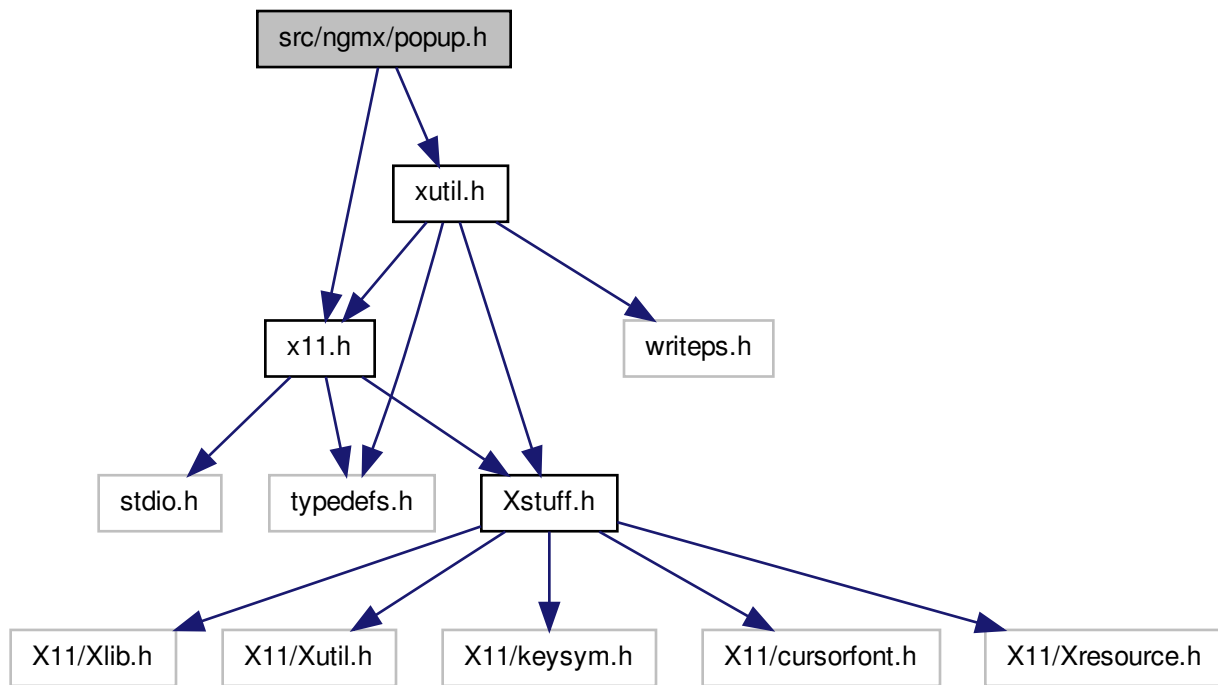 src/ngmx/popup.h
xutil.h
x11.h
writeps.h
stdio.h
typedefs.h
Xstuff.h
X11/Xlib.h
X11/Xutil.h
X11/keysym.h
X11/cursorfont.h
X11/Xresource.h